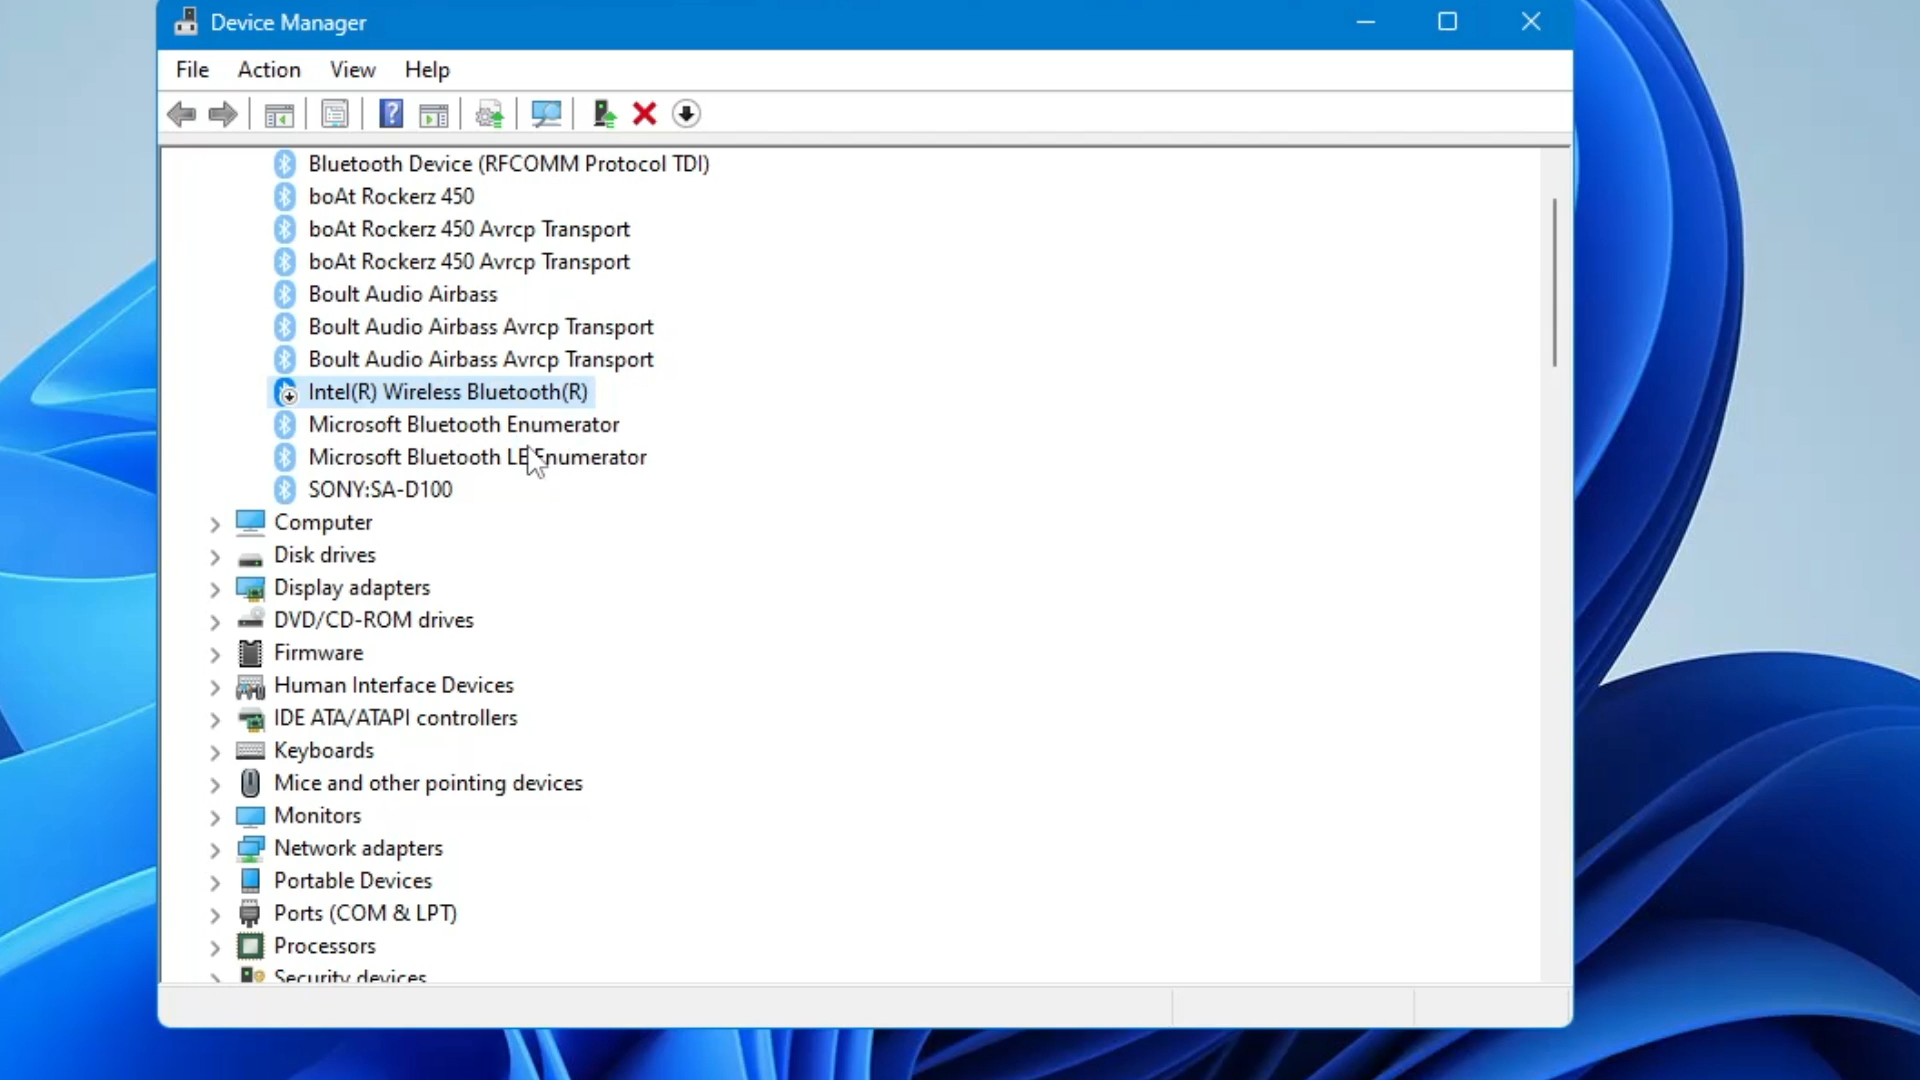 Device Manager
File Action View Help
Bluetooth Device (RFCOMM Protocol TDI)
boAt Rockerz 450
boAt Rockerz 450 Avrcp Transport
boAt Rockerz 450 Avrcp Transport
Boult Audio Airbass
Boult Audio Airbass Avrcp Transport
Boult Audio Airbass Avrcp Transport
Intel(R) Wireless Bluetooth(R)
Microsoft Bluetooth Enumerator
Microsoft Bluetooth LE Enumerator
SONY:SA-D100
Computer
Disk drives
Display adapters
DVD/CD-ROM drives
Firmware
Human Interface Devices
IDE ATA/ATAPI controllers
Keyboards
Mice and other pointing devices
Monitors
Network adapters
Portable Devices
Ports (COM & LPT)
Processors
Security devices